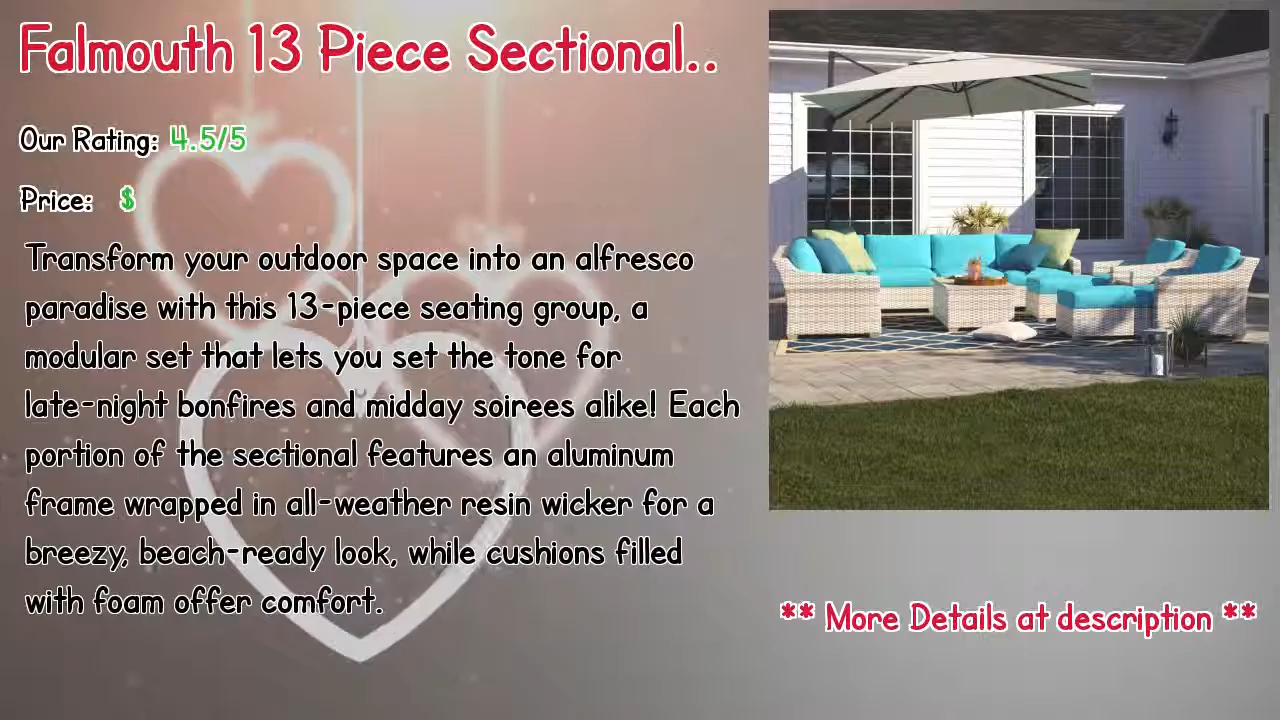 Falmouth 13 Piece Sectional..
Our Rating: 4.5/5
Price: $
Transform your outdoor space into an alfresco
paradise with this 13-piece seating group, a
modular set that lets you set the tone for
late-night bonfires and midday soirees alike! Each
portion of the sectional features an aluminum
frame wrapped in all-weather resin wicker for a
breezy, beach-ready look, while cushions filled
with foam offer comfort.
** More Details at description **